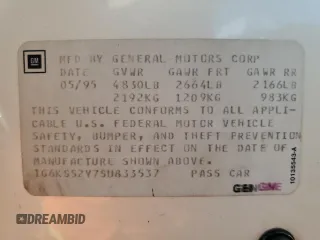 GM
MFD BY GENERAL MOTORS CORP
DATE GVWR GAWR FRT GAWR RR
05/95 4830LB 2664LB 2166LB
2192KG 1209KG 983KG
THIS VEHICLE CONFORMS TO ALL APPLI-
CABLE U.S. FEDERAL MOTOR VEHICLE
SAFETY, BUMPER, AND THEFT PREVENTION
STANDARDS IN EFFECT ON THE DATE OF
MANUFACTURE SHOWN ABOVE.
1G6KS52Y7SU833537 PASS CAR
10135543-A
DREAMBID